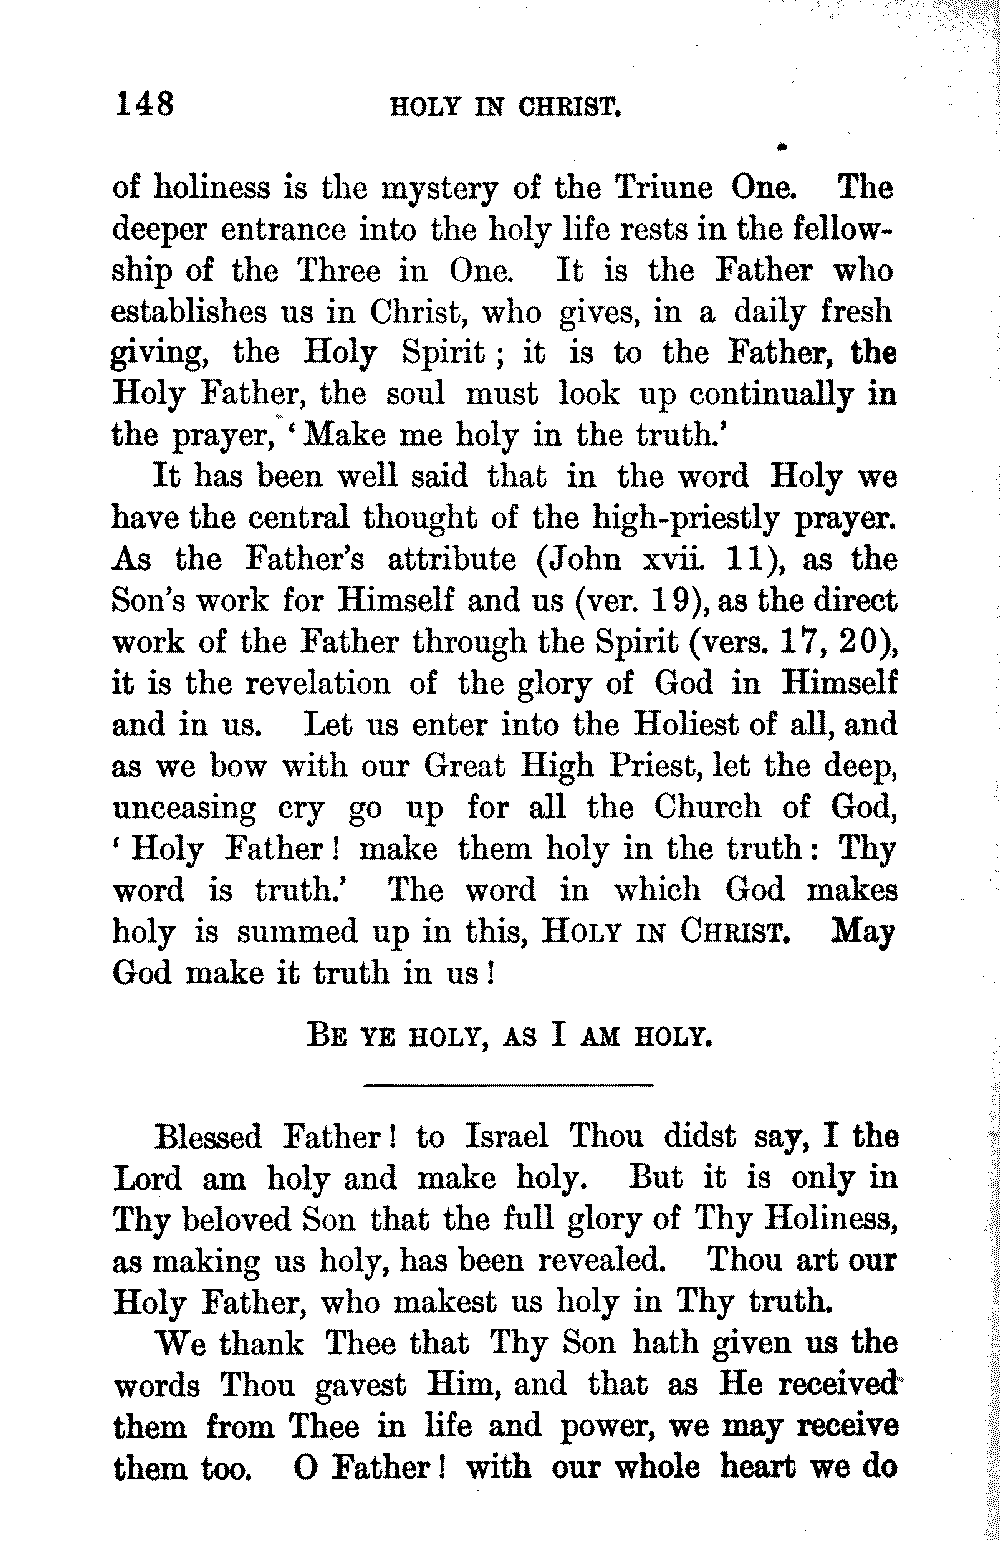 148 HOLY IN CHRIST.
of holiness is the mystery of the Triune One. The
deeper entrance into the holy life rests in the fellow-
ship of the Three in One. It is the Father who
establishes us in Christ, who gives, in a daily fresh
giving, the Holy Spirit ; it is to the Father, the
Holy Father, the soul must look up continually in
the prayer, ‘ Make me holy in the truth.’
It has been well said that in the word Holy we
have the central thought of the high-priestly prayer.
As the Father’s attribute (John xvii. 11), as the
Son’s work for Himself and us (ver. 19), as the direct
work of the Father through the Spirit (vers. 17, 20),
it is the revelation of the glory of God in Himself
and in us. Let us enter into the Holiest of all, and
as we bow with our Great High Priest, let the deep,
unceasing cry go up for all the Church of God,
‘ Holy Father ! make them holy in the truth : Thy
word is truth.’ The word in which God makes
holy is summed up in this, HOLY IN CHRIST. May
God make it truth in us !
BE YE HOLY, AS I AM HOLY.
Blessed Father ! to Israel Thou didst say, I the
Lord am holy and make holy. But it is only in
Thy beloved Son that the full glory of Thy Holiness,
as making us holy, has been revealed. Thou art our
Holy Father, who makest us holy in Thy truth.
We thank Thee that Thy Son hath given us the
words Thou gavest Him, and that as He received
them from Thee in life and power, we may receive
them too. O Father ! with our whole heart we do